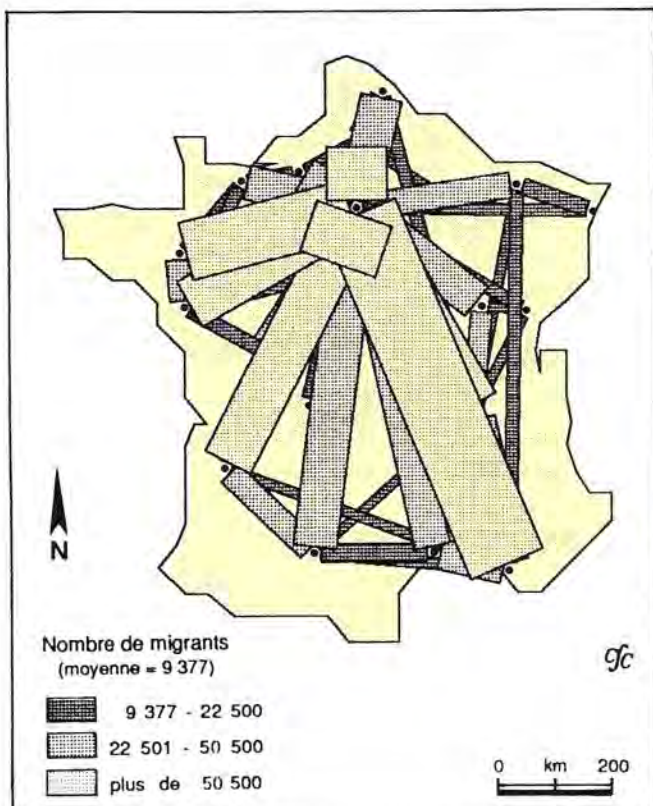 N
Nombre de migrants
(moyenne = 9 377)
9 377 - 22 500
22 501 - 50 500
plus de 50 500
gfc
0 km 200